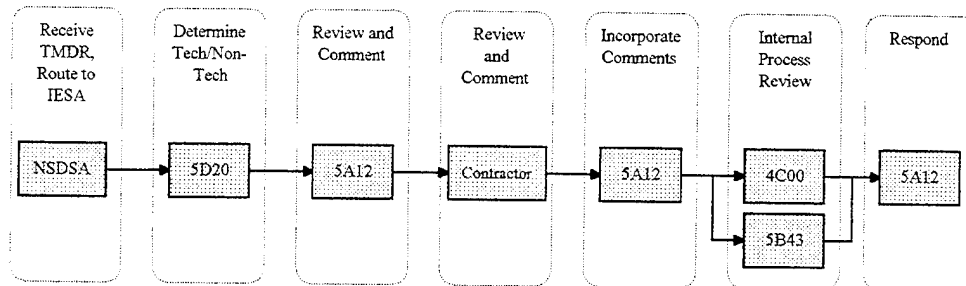 Receive
TMDR,
Route to
IESA
Determine
Tech/Non-
Tech
Review and
Comment
Review
and
Comment
Incorporate
Comments
Internal
Process
Review
Respond
NSDSA
5D20
5A12
Contractor
5A12
4C00
5A12
5B43